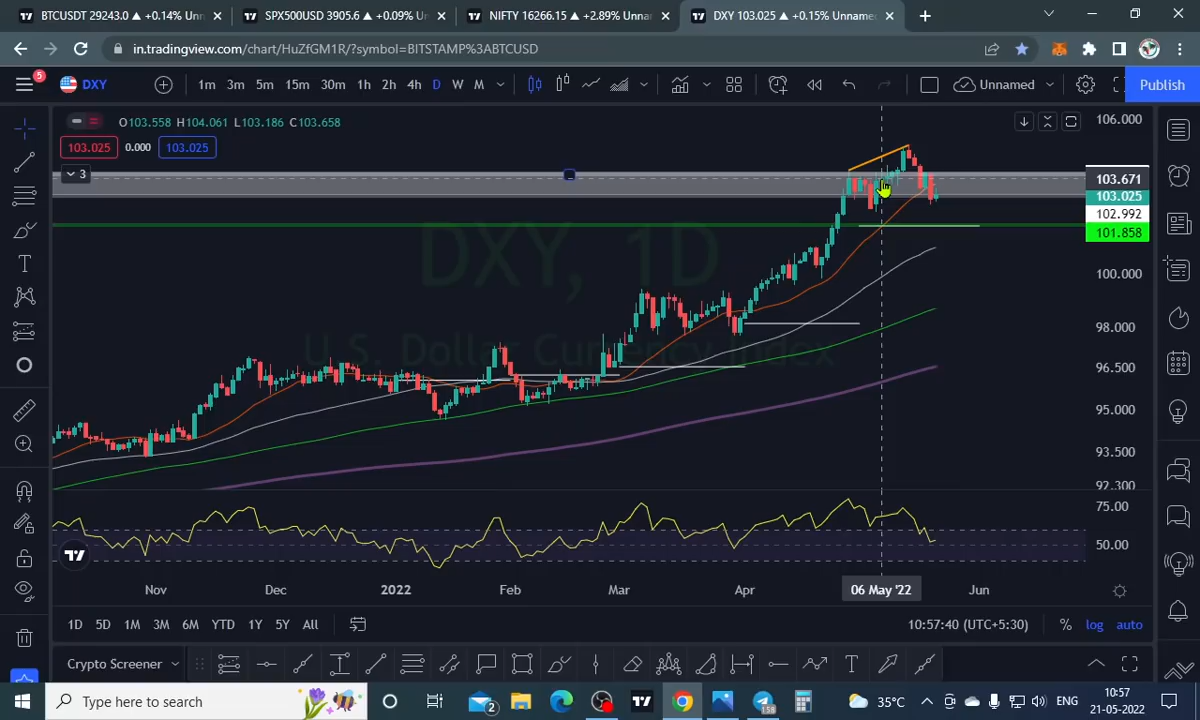 BTCUSDT 29243.0 ▲ +0.14% Unn
SPX500USD 3905.6 ▲ +0.09% U
NIFTY 16266.15 ▲ +2.89% Unna
DXY 103.025 ▲ +0.15% Unname
in.tradingview.com/chart/HuZfGM1R/?symbol=BITSTAMP%3ABTCUSD
5
DXY
1m 3m 5m 15m 30m 1h 2h 4h D W M
Unnamed
Publish
O103.558 H104.061 L103.186 C103.658
103.025 0.000 103.025
3
106.000
103.671
103.025
102.992
101.858
100.000
98.000
96.500
95.000
93.500
92.300
75.00
50.00
DXY, 1D
U.S. Dollar Currency Index
Nov Dec 2022 Feb Mar Apr 06 May '22 Jun
1D 5D 1M 3M 6M YTD 1Y 5Y All
10:57:40 (UTC+5:30) % log auto
Crypto Screener
Type here to search
2
158
35°C
ENG
10:57
21-05-2022